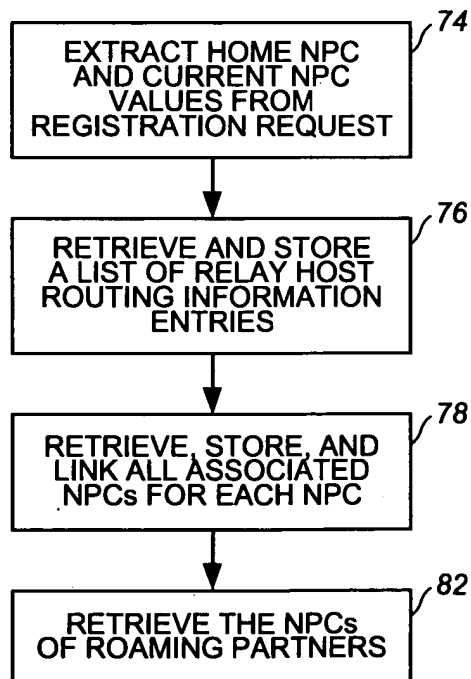 74
EXTRACT HOME NPC
AND CURRENT NPC
VALUES FROM
REGISTRATION REQUEST
76
RETRIEVE AND STORE
A LIST OF RELAY HOST
ROUTING INFORMATION
ENTRIES
78
RETRIEVE, STORE, AND
LINK ALL ASSOCIATED
NPCs FOR EACH NPC
82
RETRIEVE THE NPCs
OF ROAMING PARTNERS